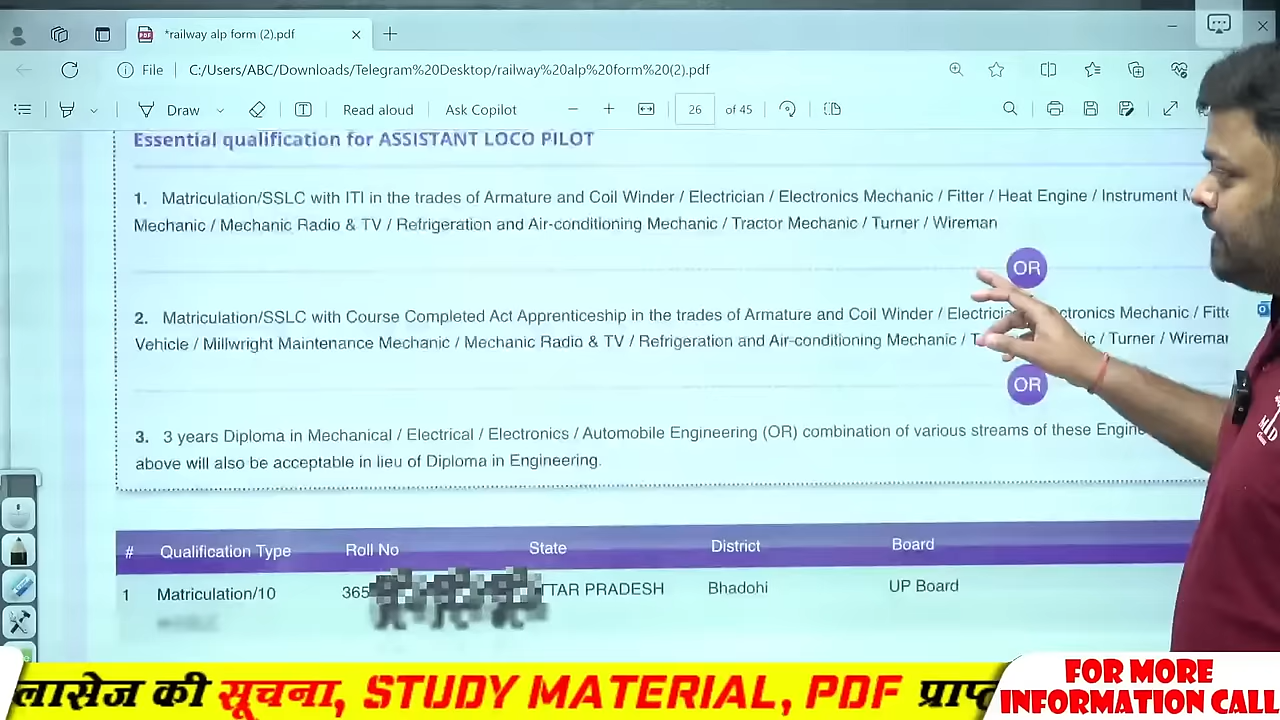 *railway alp form (2).pdf
File
C:/Users/ABC/Downloads/Telegram%20Desktop/railway%20alp%20form%20(2).pdf
Draw
Read aloud
Ask Copilot
26
of 45
Essential qualification for ASSISTANT LOCO PILOT
1. Matriculation/SSLC with ITI in the trades of Armature and Coil Winder / Electrician / Electronics Mechanic / Fitter / Heat Engine / Instrument M
Mechanic / Mechanic Radio & TV / Refrigeration and Air-conditioning Mechanic / Tractor Mechanic / Turner / Wireman
OR
2. Matriculation/SSLC with Course Completed Act Apprenticeship in the trades of Armature and Coil Winder / Electricia ctronics Mechanic / Fitte
Vehicle / Millwright Maintenance Mechanic / Mechanic Radio & TV / Refrigeration and Air-conditioning Mechanic / T ic / Turner / Wireman
OR
3. 3 years Diploma in Mechanical / Electrical / Electronics / Automobile Engineering (OR) combination of various streams of these Engine
above will also be acceptable in lieu of Diploma in Engineering.
# Qualification Type Roll No State District Board
1 Matriculation/10 365 TTAR PRADESH Bhadohi UP Board
लासेज की सूचना, STUDY MATERIAL, PDF प्राप्त
FOR MORE
INFORMATION CALL